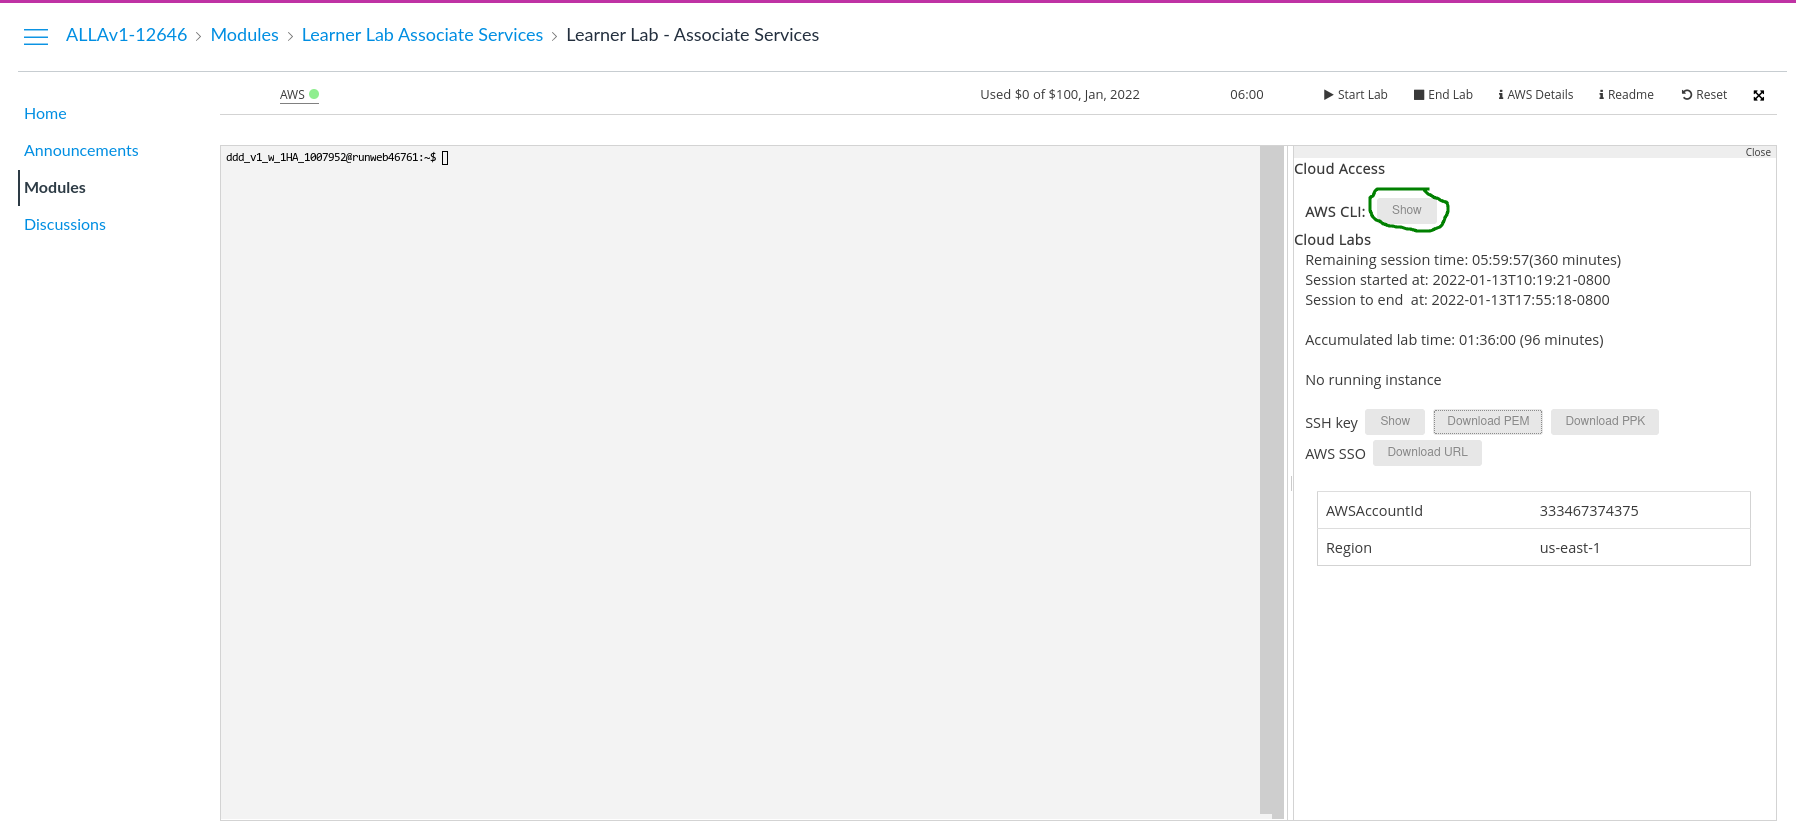 ALLAv1-12646 › Modules › Learner Lab Associate Services › Learner Lab - Associate Services
Home
Announcements
Modules
Discussions
AWS
Used $0 of $100, Jan, 2022
06:00
Start Lab
End Lab
AWS Details
Readme
Reset
ddd_v1_w_1HA_1007952@runweb46761:~$
Close
Cloud Access
AWS CLI: Show
Cloud Labs
Remaining session time: 05:59:57(360 minutes)
Session started at: 2022-01-13T10:19:21-0800
Session to end at: 2022-01-13T17:55:18-0800
Accumulated lab time: 01:36:00 (96 minutes)
No running instance
SSH key Show Download PEM Download PPK
AWS SSO Download URL
AWSAccountId 333467374375
Region us-east-1